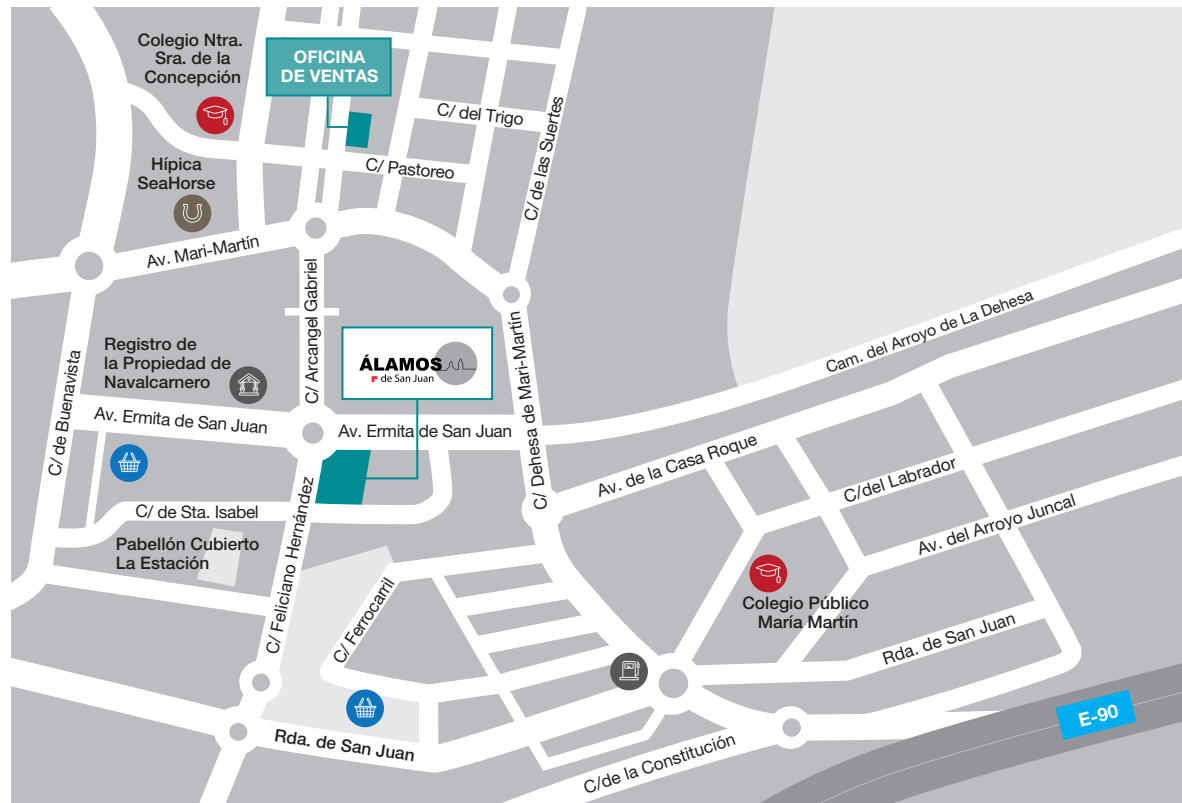 Colegio Ntra.
Sra. de la
Concepción
OFICINA
DE VENTAS
C/ del Trigo
C/ de las Suertes
C/ Pastoreo
Hípica
SeaHorse
Av. Mari-Martín
C/ Arcangel Gabriel
C/ Dehesa de Mari-Martín
Cam. del Arroyo de La Dehesa
Registro de
la Propiedad de
Navalcarnero
ÁLAMOS
de San Juan
C/ de Buenavista
Av. Ermita de San Juan
Av. Ermita de San Juan
Av. de la Casa Roque
C/del Labrador
Av. del Arroyo Juncal
C/ de Sta. Isabel
C/ Feliciano Hernández
Pabellón Cubierto
La Estación
C/ Ferrocarril
Colegio Público
María Martín
Rda. de San Juan
Rda. de San Juan
C/de la Constitución
E-90